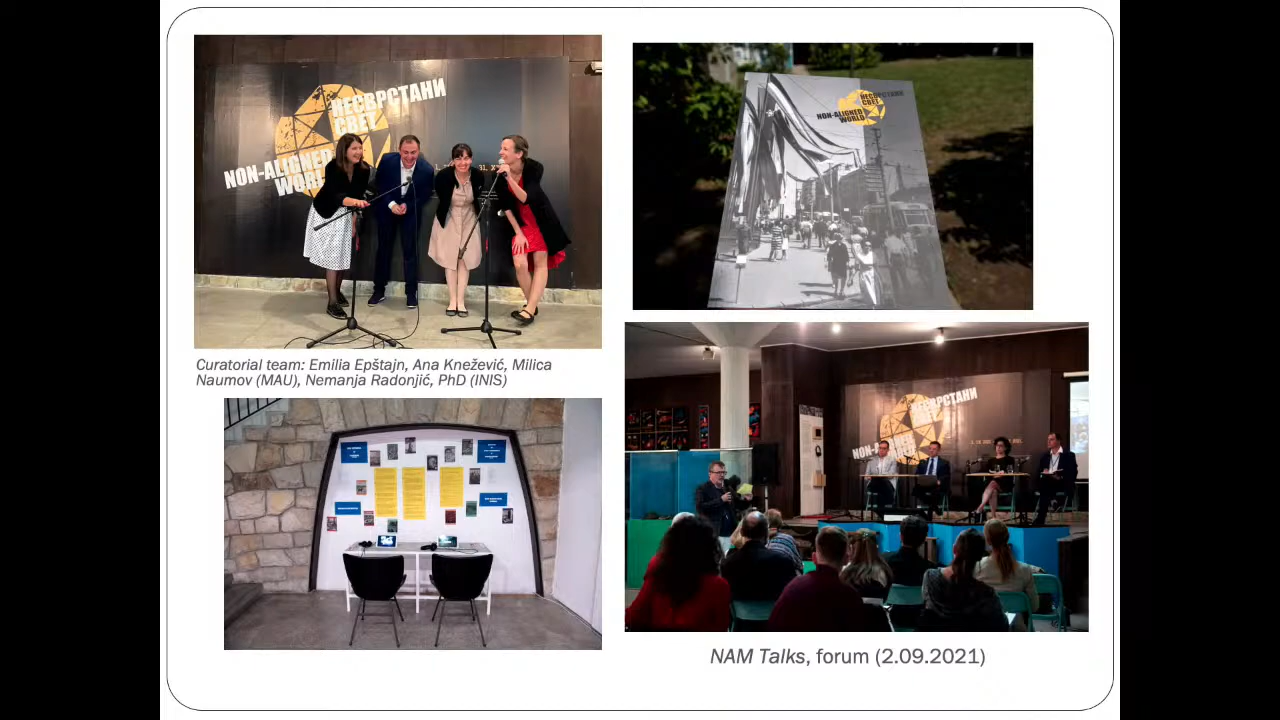 НЕСВРСТАНИ
СВЕТ
NON-ALIGNED
WORLD
НЕСВРСТАНИ
СВЕТ
NON-ALIGNED
WORLD
Curatorial team: Emilia Epštajn, Ana Knežević, Milica
Naumov (MAU), Nemanja Radonjić, PhD (INIS)
НЕСВРСТАНИ
СВЕТ
NON-
WORLD
NAM Talks, forum (2.09.2021)